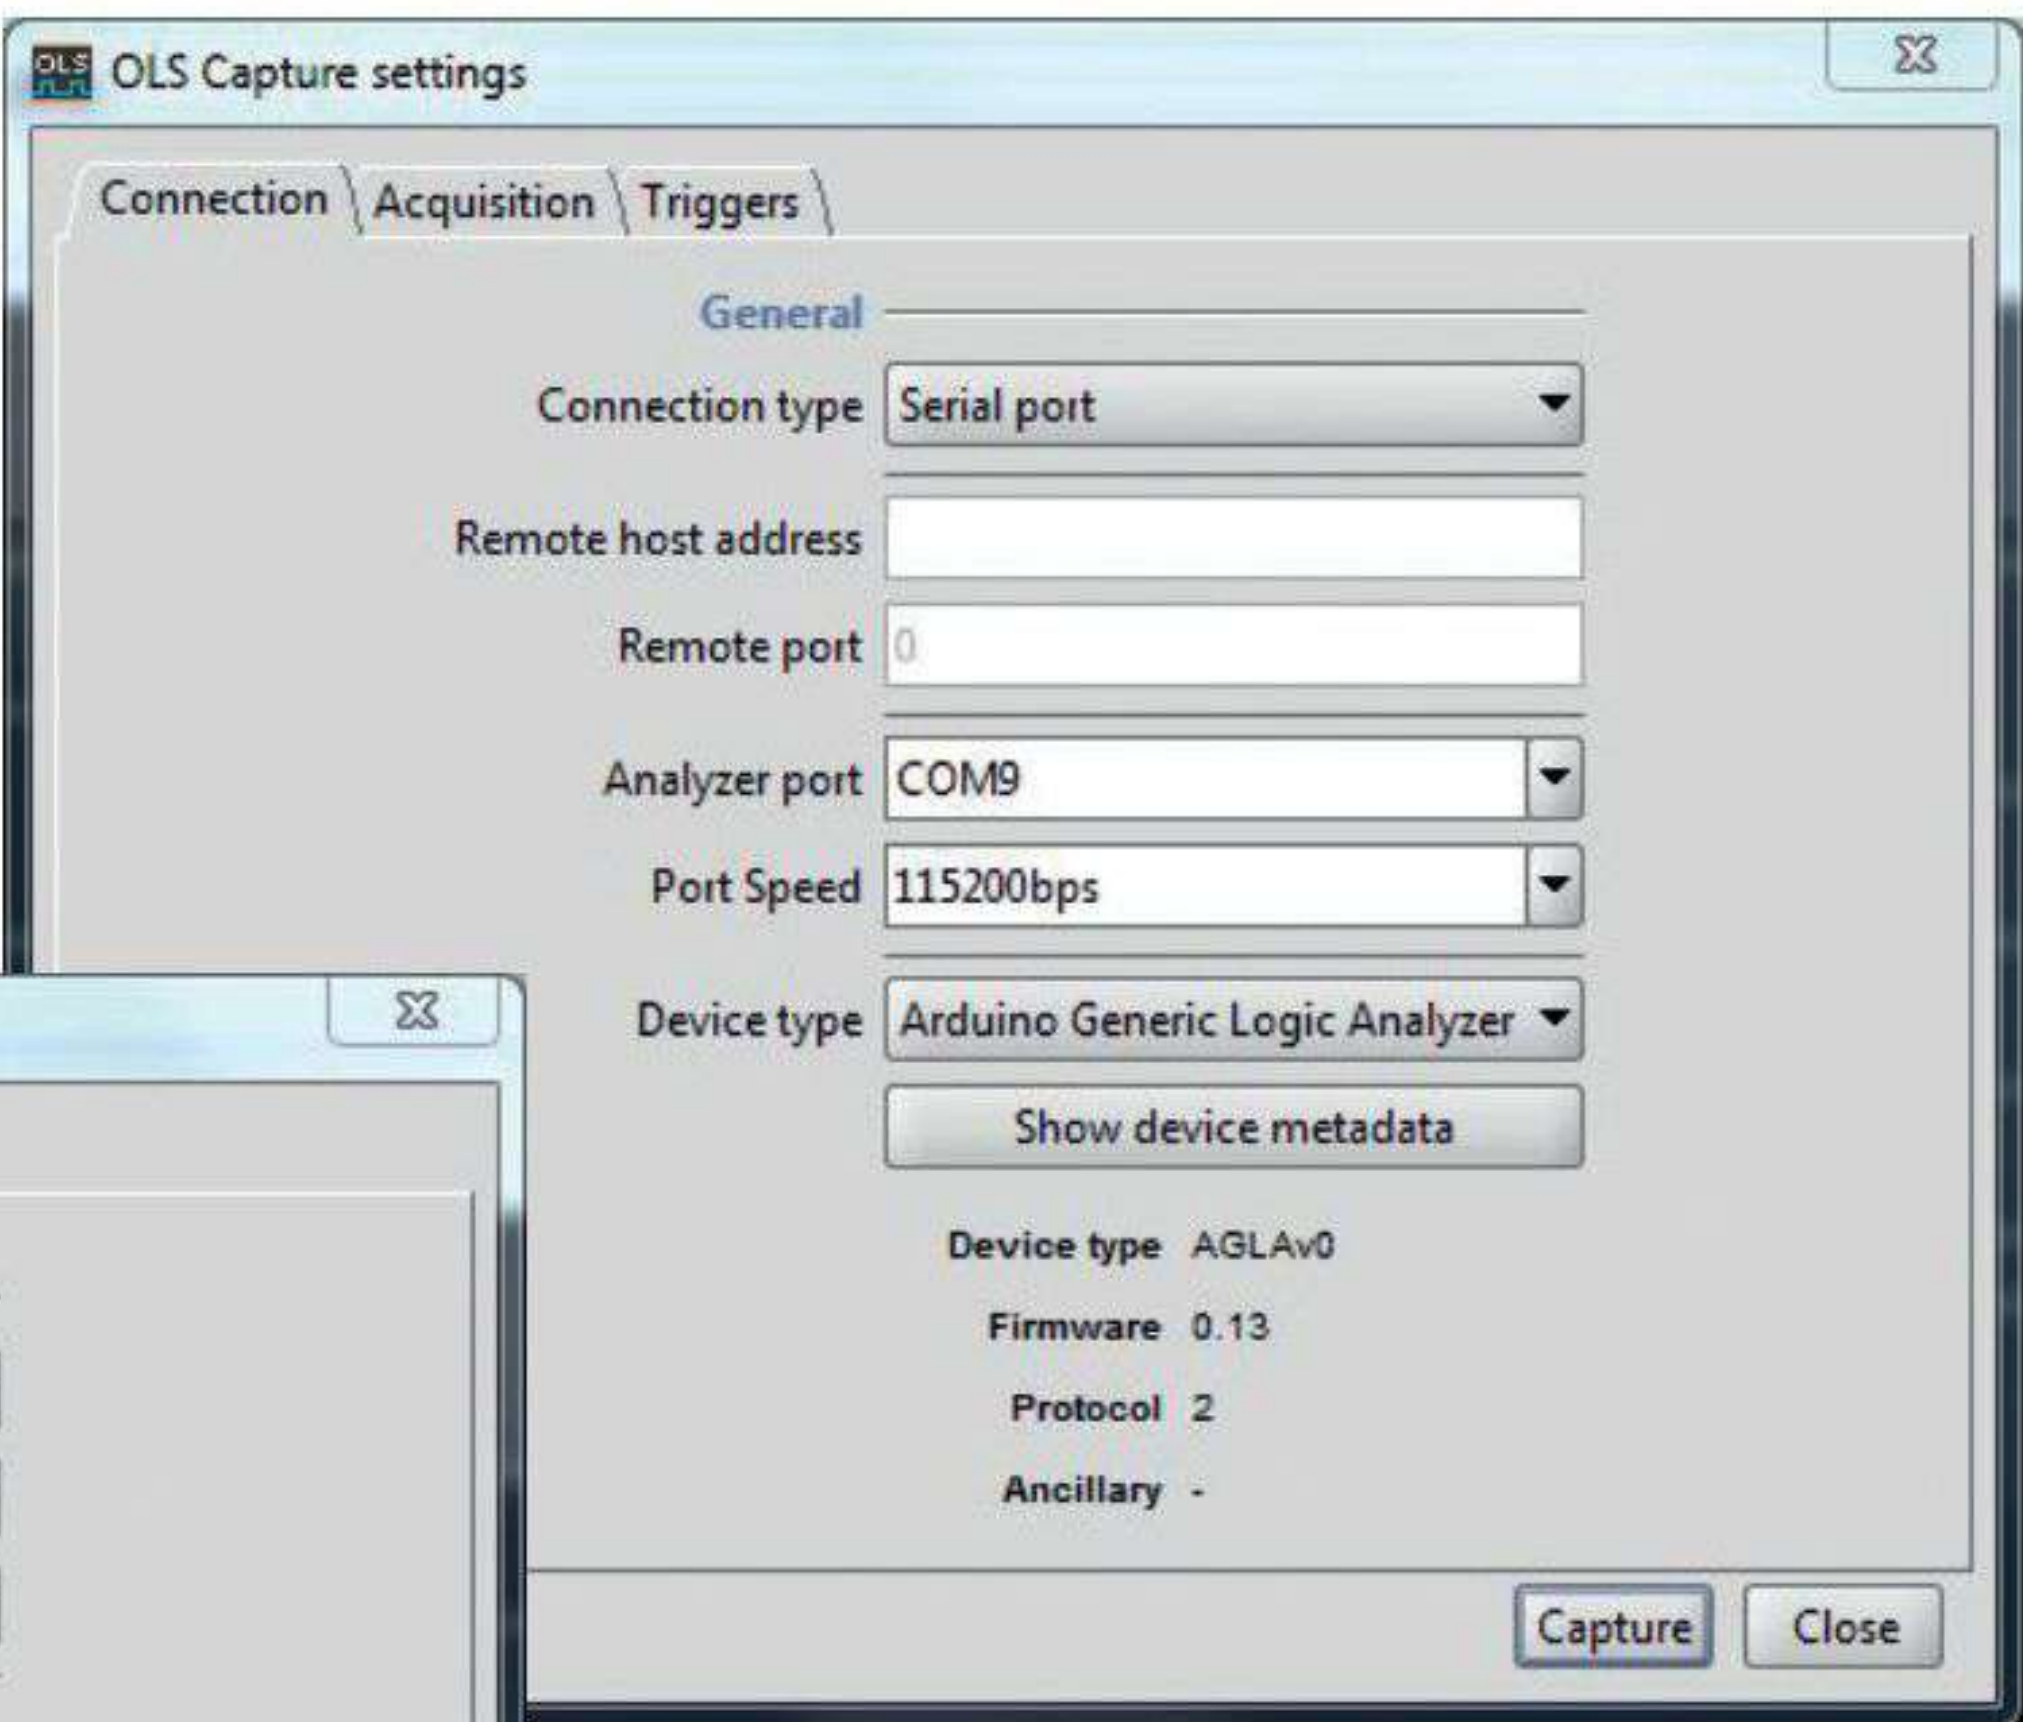 OLS OLS Capture settings
Connection Acquisition Triggers
General
Connection type Serial port
Remote host address
Remote port 0
Analyzer port COM9
Port Speed 115200bps
Device type Arduino Generic Logic Analyzer
Show device metadata
Device type AGLAv0
Firmware 0.13
Protocol 2
Ancillary -
Capture Close